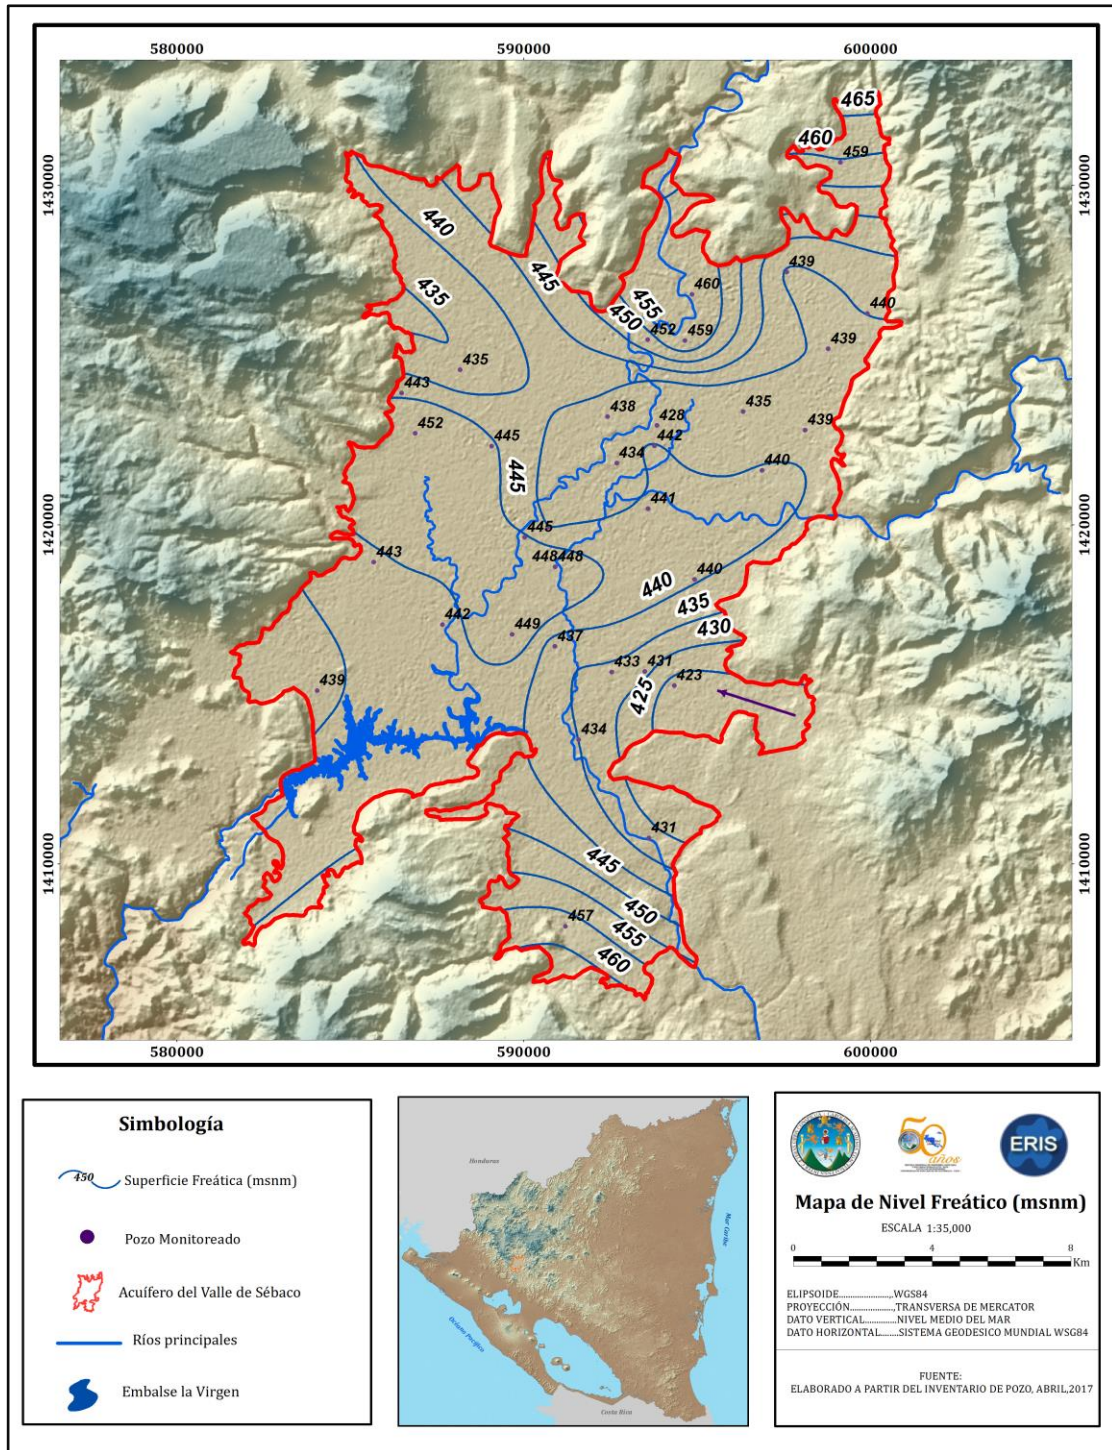 580000
590000
600000
1430000
1430000
1420000
1420000
1410000
1410000
465
460
459
440
445
439
435
460
455
440
450
452
459
439
435
443
438
435
428
452
445
442
439
434
445
440
441
445
443
448
448
440
440
442
449
435
437
430
433
431
423
439
425
434
431
445
450
457
455
460
580000
590000
600000
Simbología
450
Superficie Freática (msnm)
Pozo Monitoreado
Acuífero del Valle de Sébaco
Ríos principales
Embalse la Virgen
Honduras
Mar Caribe
Océano Pacífico
Costa Rica
50
años
ERIS
Mapa de Nivel Freático (msnm)
ESCALA 1:35,000
0 4 8
Km
ELIPSOIDE......................,.WGS84
PROYECCIÓN...................,TRANSVERSA DE MERCATOR
DATO VERTICAL..............NIVEL MEDIO DEL MAR
DATO HORIZONTAL........SISTEMA GEODESICO MUNDIAL WSG84
FUENTE:
ELABORADO A PARTIR DEL INVENTARIO DE POZO, ABRIL,2017